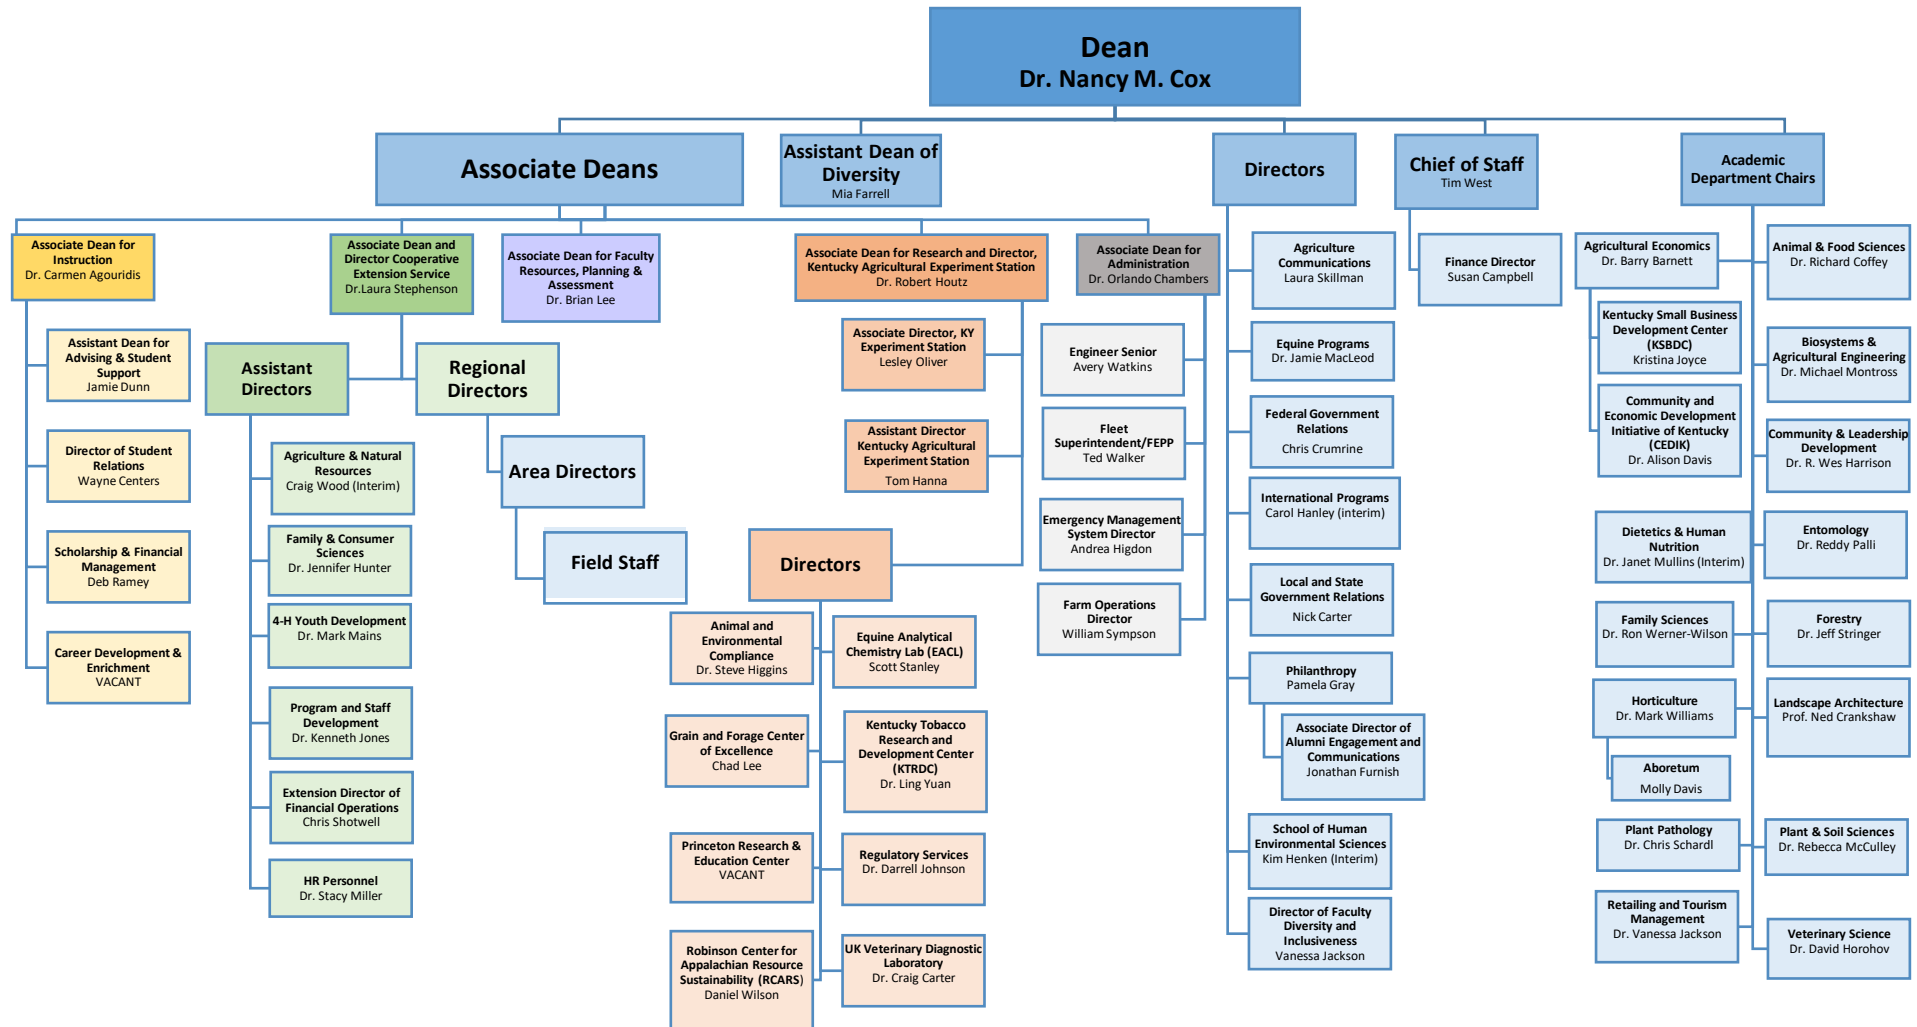 Dean
Dr. Nancy M. Cox
Associate Deans
Assistant Dean of
Diversity
Mia Farrell
Directors
Chief of Staff
Tim West
Academic
Department Chairs
Associate Dean for
Instruction
Dr. Carmen Agouridis
Assistant Dean for
Advising & Student
Support
Jamie Dunn
Director of Student
Relations
Wayne Centers
Scholarship & Financial
Management
Deb Ramey
Career Development &
Enrichment
VACANT
Associate Dean and
Director Cooperative
Extension Service
Dr.Laura Stephenson
Assistant
Directors
Regional
Directors
Agriculture & Natural
Resources
Craig Wood (Interim)
Family & Consumer
Sciences
Dr. Jennifer Hunter
4-H Youth Development
Dr. Mark Mains
Program and Staff
Development
Dr. Kenneth Jones
Extension Director of
Financial Operations
Chris Shotwell
HR Personnel
Dr. Stacy Miller
Area Directors
Field Staff
Associate Dean for Faculty
Resources, Planning &
Assessment
Dr. Brian Lee
Associate Dean for Research and Director,
Kentucky Agricultural Experiment Station
Dr. Robert Houtz
Associate Director, KY
Experiment Station
Lesley Oliver
Assistant Director
Kentucky Agricultural
Experiment Station
Tom Hanna
Directors
Animal and
Environmental
Compliance
Dr. Steve Higgins
Equine Analytical
Chemistry Lab (EACL)
Scott Stanley
Grain and Forage Center
of Excellence
Chad Lee
Kentucky Tobacco
Research and
Development Center
(KTRDC)
Dr. Ling Yuan
Princeton Research &
Education Center
VACANT
Regulatory Services
Dr. Darrell Johnson
Robinson Center for
Appalachian Resource
Sustainability (RCARS)
Daniel Wilson
UK Veterinary Diagnostic
Laboratory
Dr. Craig Carter
Associate Dean for
Administration
Dr. Orlando Chambers
Engineer Senior
Avery Watkins
Fleet
Superintendent/FEPP
Ted Walker
Emergency Management
System Director
Andrea Higdon
Farm Operations
Director
William Sympson
Agriculture
Communications
Laura Skillman
Equine Programs
Dr. Jamie MacLeod
Federal Government
Relations
Chris Crumrine
International Programs
Carol Hanley (interim)
Local and State
Government Relations
Nick Carter
Philanthropy
Pamela Gray
Associate Director of
Alumni Engagement and
Communications
Jonathan Furnish
School of Human
Environmental Sciences
Kim Henken (Interim)
Director of Faculty
Diversity and
Inclusiveness
Vanessa Jackson
Finance Director
Susan Campbell
Agricultural Economics
Dr. Barry Barnett
Kentucky Small Business
Development Center
(KSBDC)
Kristina Joyce
Community and
Economic Development
Initiative of Kentucky
(CEDIK)
Dr. Alison Davis
Dietetics & Human
Nutrition
Dr. Janet Mullins (Interim)
Family Sciences
Dr. Ron Werner-Wilson
Horticulture
Dr. Mark Williams
Aboretum
Molly Davis
Plant Pathology
Dr. Chris Schardl
Retailing and Tourism
Management
Dr. Vanessa Jackson
Animal & Food Sciences
Dr. Richard Coffey
Biosystems &
Agricultural Engineering
Dr. Michael Montross
Community & Leadership
Development
Dr. R. Wes Harrison
Entomology
Dr. Reddy Palli
Forestry
Dr. Jeff Stringer
Landscape Architecture
Prof. Ned Crankshaw
Plant & Soil Sciences
Dr. Rebecca McCulley
Veterinary Science
Dr. David Horohov